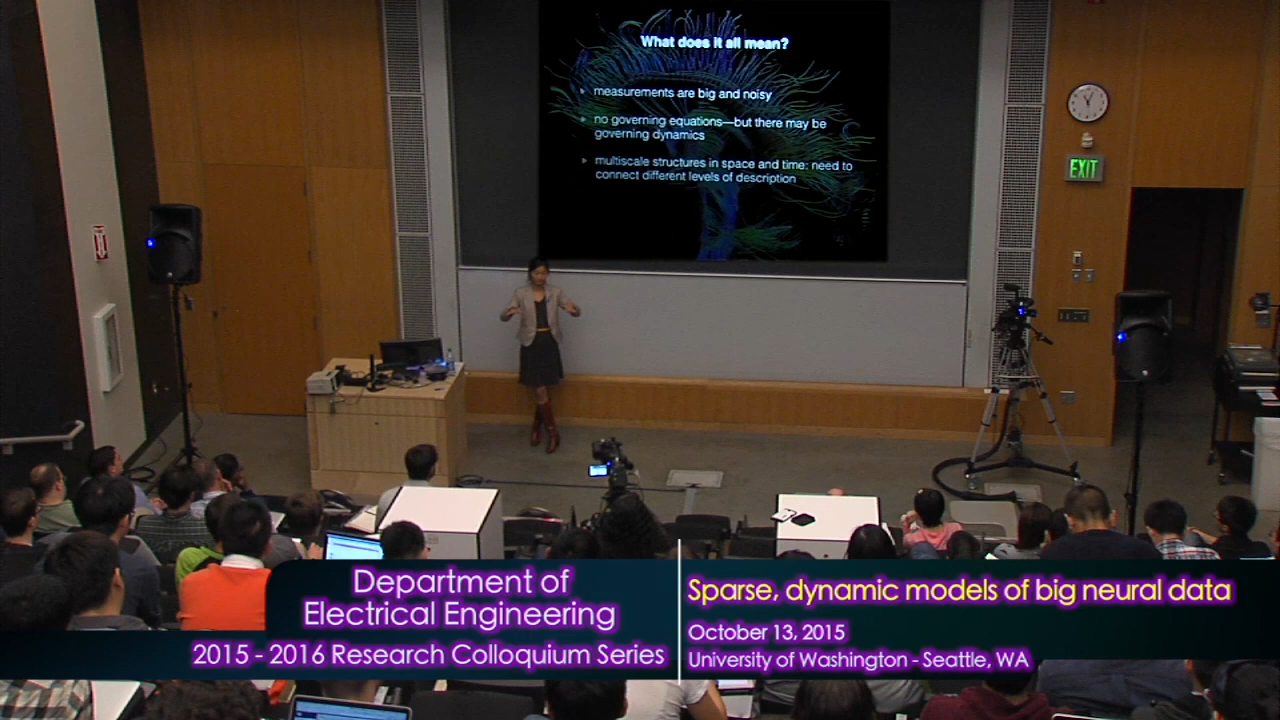 What does it all mean?
measurements are big and noisy
no governing equations—but there may be
governing dynamics
multiscale structures in space and time: need to
connect different levels of description
EXIT
Department of
Electrical Engineering
2015 - 2016 Research Colloquium Series
Sparse, dynamic models of big neural data
October 13, 2015
University of Washington - Seattle, WA